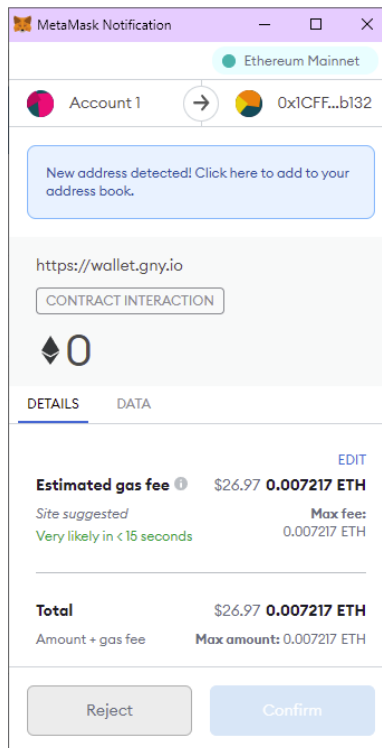 MetaMask Notification
Ethereum Mainnet
Account 1
0x1CFF...b132
New address detected! Click here to add to your
address book.
https://wallet.gny.io
CONTRACT INTERACTION
0
DETAILS DATA
EDIT
Estimated gas fee $26.97 0.007217 ETH
Site suggested Max fee:
Very likely in < 15 seconds 0.007217 ETH
Total $26.97 0.007217 ETH
Amount + gas fee Max amount: 0.007217 ETH
Reject Confirm